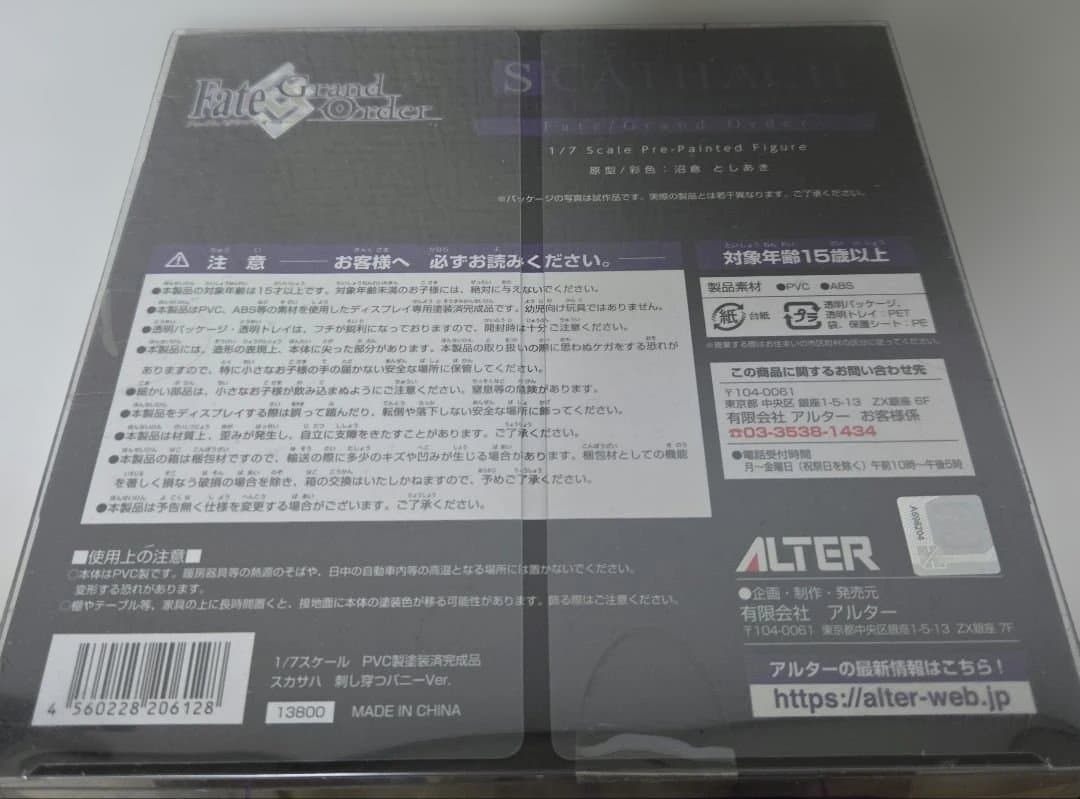 Fate Grand Order
SCATHACH
Fate/Grand Order
1/7 Scale Pre-Painted Figure
原型/彩色：沼倉 としあき
※パッケージの写真は試作品です。実際の製品とは若干異なります。ご了承ください。
⚠ 注意 ── お客様へ 必ずお読みください。──
●本製品の対象年齢は15才以上です。対象年齢未満のお子様には、絶対に与えないでください。
●本製品はPVC、ABS等の素材を使用したディスプレイ専用塗装済完成品です。幼児向け玩具ではありません。
●透明パッケージ・透明トレイは、フチが鋭利になっておりますので、開封時は十分ご注意ください。
●本製品には、造形の表現上、本体に尖った部分があります。本製品の取り扱いの際に思わぬケガをする恐れが
ありますので、特に小さなお子様の手の届かない安全な場所に保管してください。
●細かい部品は、小さなお子様が飲み込まぬようにご注意ください。窒息等の危険があります。
●本製品をディスプレイする際は誤って踏んだり、転倒や落下しない安全な場所に飾ってください。
●本製品は材質上、歪みが発生し、自立に支障をきたすことがあります。ご了承ください。
●本製品の箱は梱包材ですので、輸送の際に多少のキズや凹みが生じる場合があります。梱包材としての機能
を著しく損なう破損の場合を除き、箱の交換はいたしかねますので、予めご了承ください。
●本製品は予告無く仕様を変更する場合がございます。ご了承ください。
対象年齢15歳以上
製品素材 ●PVC ●ABS
紙 台紙
プラ 透明パッケージ、
透明トレイ：PET
袋、保護シート：PE
※廃棄する際はお住まいの市区町村の区分に従ってください。
この商品に関するお問い合わせ先
〒104-0061
東京都 中央区 銀座1-5-13 ZX銀座 6F
有限会社 アルター お客様係
☎03-3538-1434
●電話受付時間
月〜金曜日(祝祭日を除く)午前10時〜午後5時
■使用上の注意■
○本体はPVC製です。暖房器具等の熱源のそばや、日中の自動車内等の高温となる場所には置かないでください。
変形する恐れがあります。
○棚やテーブル等、家具の上に長時間置くと、接地面に本体の塗装色が移る可能性があります。飾る際はご注意ください。
A696204
ALTER
●企画・制作・発売元
有限会社 アルター
〒104-0061 東京都中央区銀座1-5-13 ZX銀座 7F
アルターの最新情報はこちら！
https://alter-web.jp
4 560228 206128
1/7スケール PVC製塗装済完成品
スカサハ 刺し穿つバニーVer.
13800 MADE IN CHINA